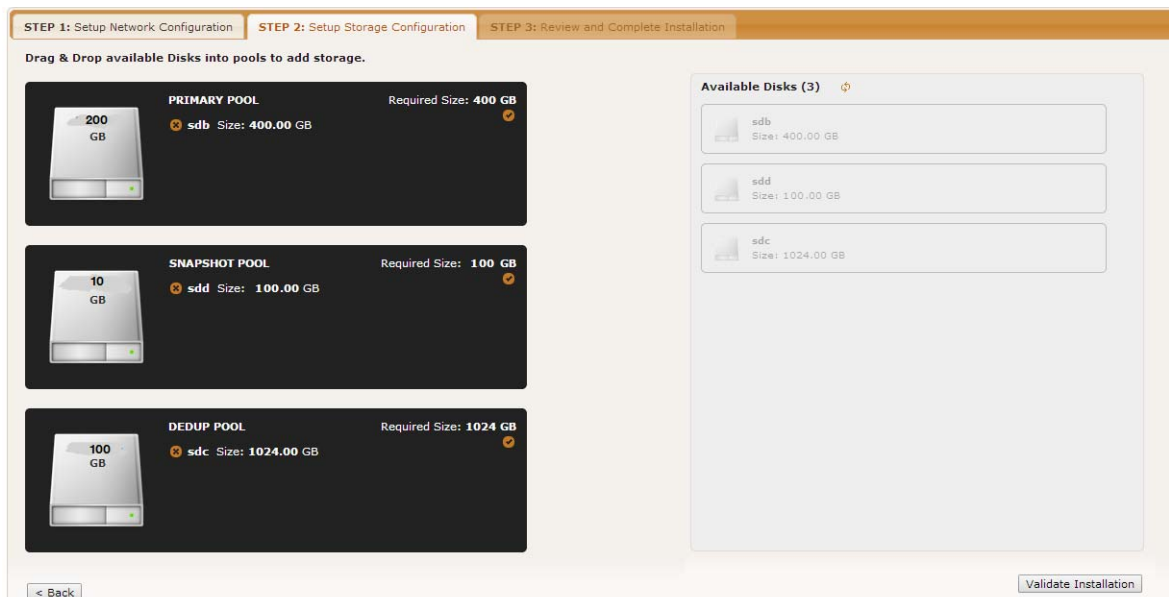 STEP 1: Setup Network Configuration
STEP 2: Setup Storage Configuration
STEP 3: Review and Complete Installation
Drag & Drop available Disks into pools to add storage.
200
GB
PRIMARY POOL
Required Size: 400 GB
sdb Size: 400.00 GB
10
GB
SNAPSHOT POOL
Required Size: 100 GB
sdd Size: 100.00 GB
100
GB
DEDUP POOL
Required Size: 1024 GB
sdc Size: 1024.00 GB
Available Disks (3)
sdb
Size: 400.00 GB
sdd
Size: 100.00 GB
sdc
Size: 1024.00 GB
< Back
Validate Installation